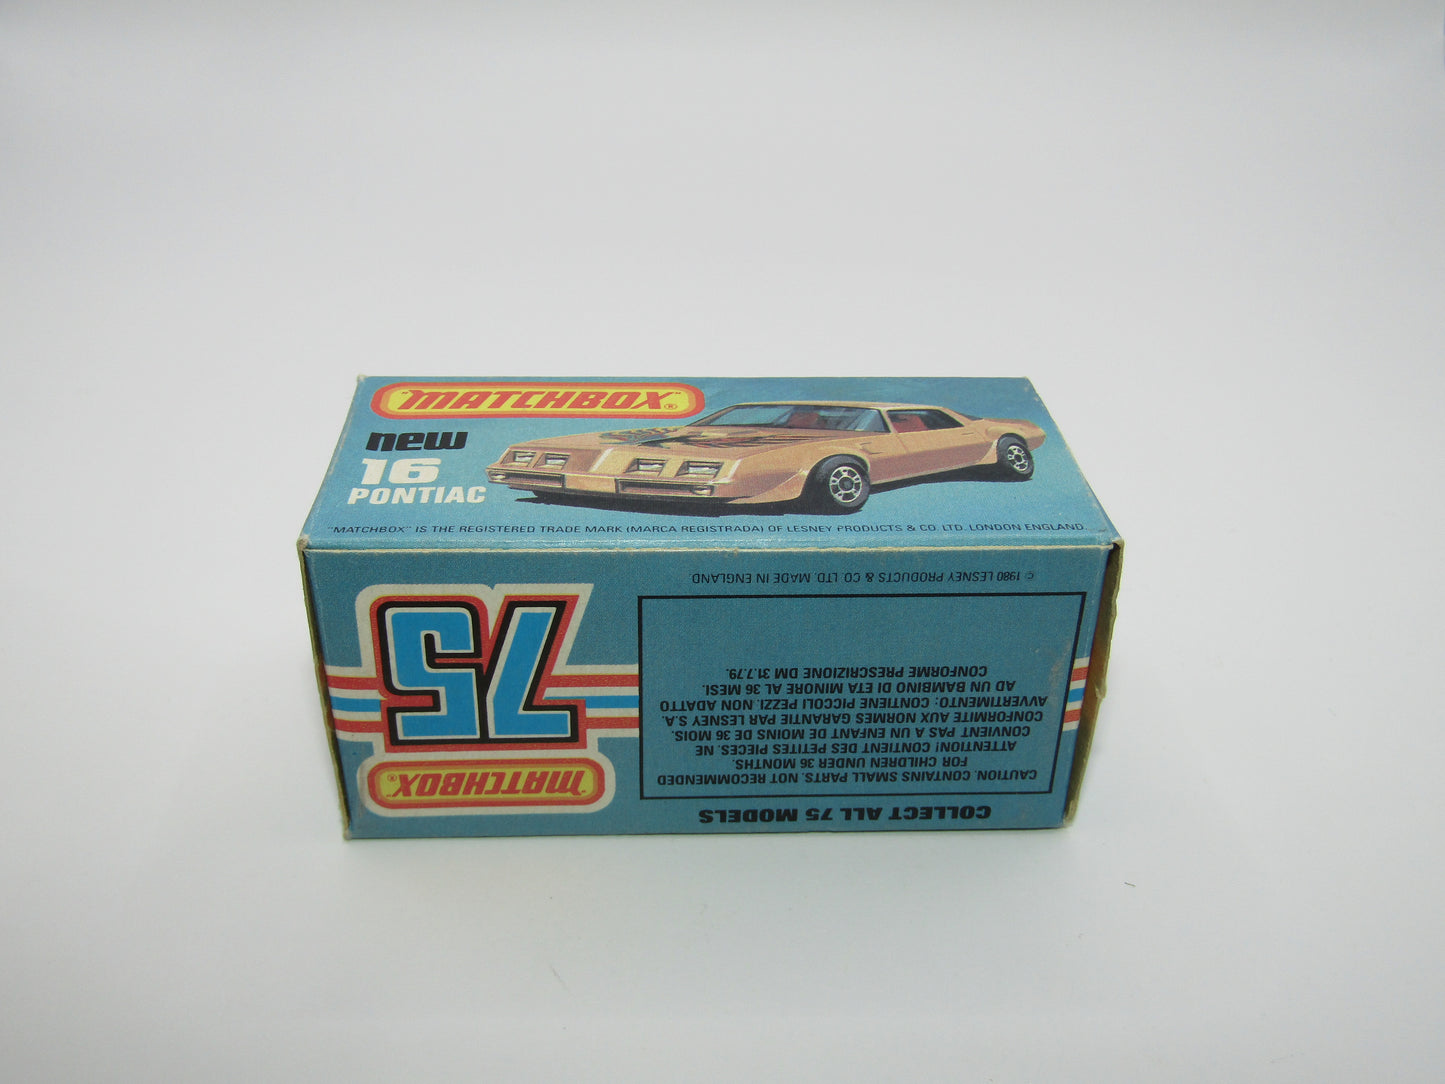 "MATCHBOX"®
new
16
PONTIAC
"MATCHBOX" IS THE REGISTERED TRADE MARK (MARCA REGISTRADA) OF LESNEY PRODUCTS & CO. LTD. LONDON ENGLAND.
COLLECT ALL 75 MODELS
CAUTION. CONTAINS SMALL PARTS. NOT RECOMMENDED
FOR CHILDREN UNDER 36 MONTHS.
ATTENTION! CONTIENT DES PETITES PIECES. NE
CONVIENT PAS A UN ENFANT DE MOINS DE 36 MOIS.
CONFORMITE AUX NORMES GARANTIE PAR LESNEY S.A.
AVVERTIMENTO: CONTIENE PICCOLI PEZZI. NON ADATTO
AD UN BAMBINO DI ETA MINORE AL 36 MESI.
CONFORME PRESCRIZIONE DM 31.7.79.
© 1980 LESNEY PRODUCTS & CO LTD. MADE IN ENGLAND
"MATCHBOX"®
75